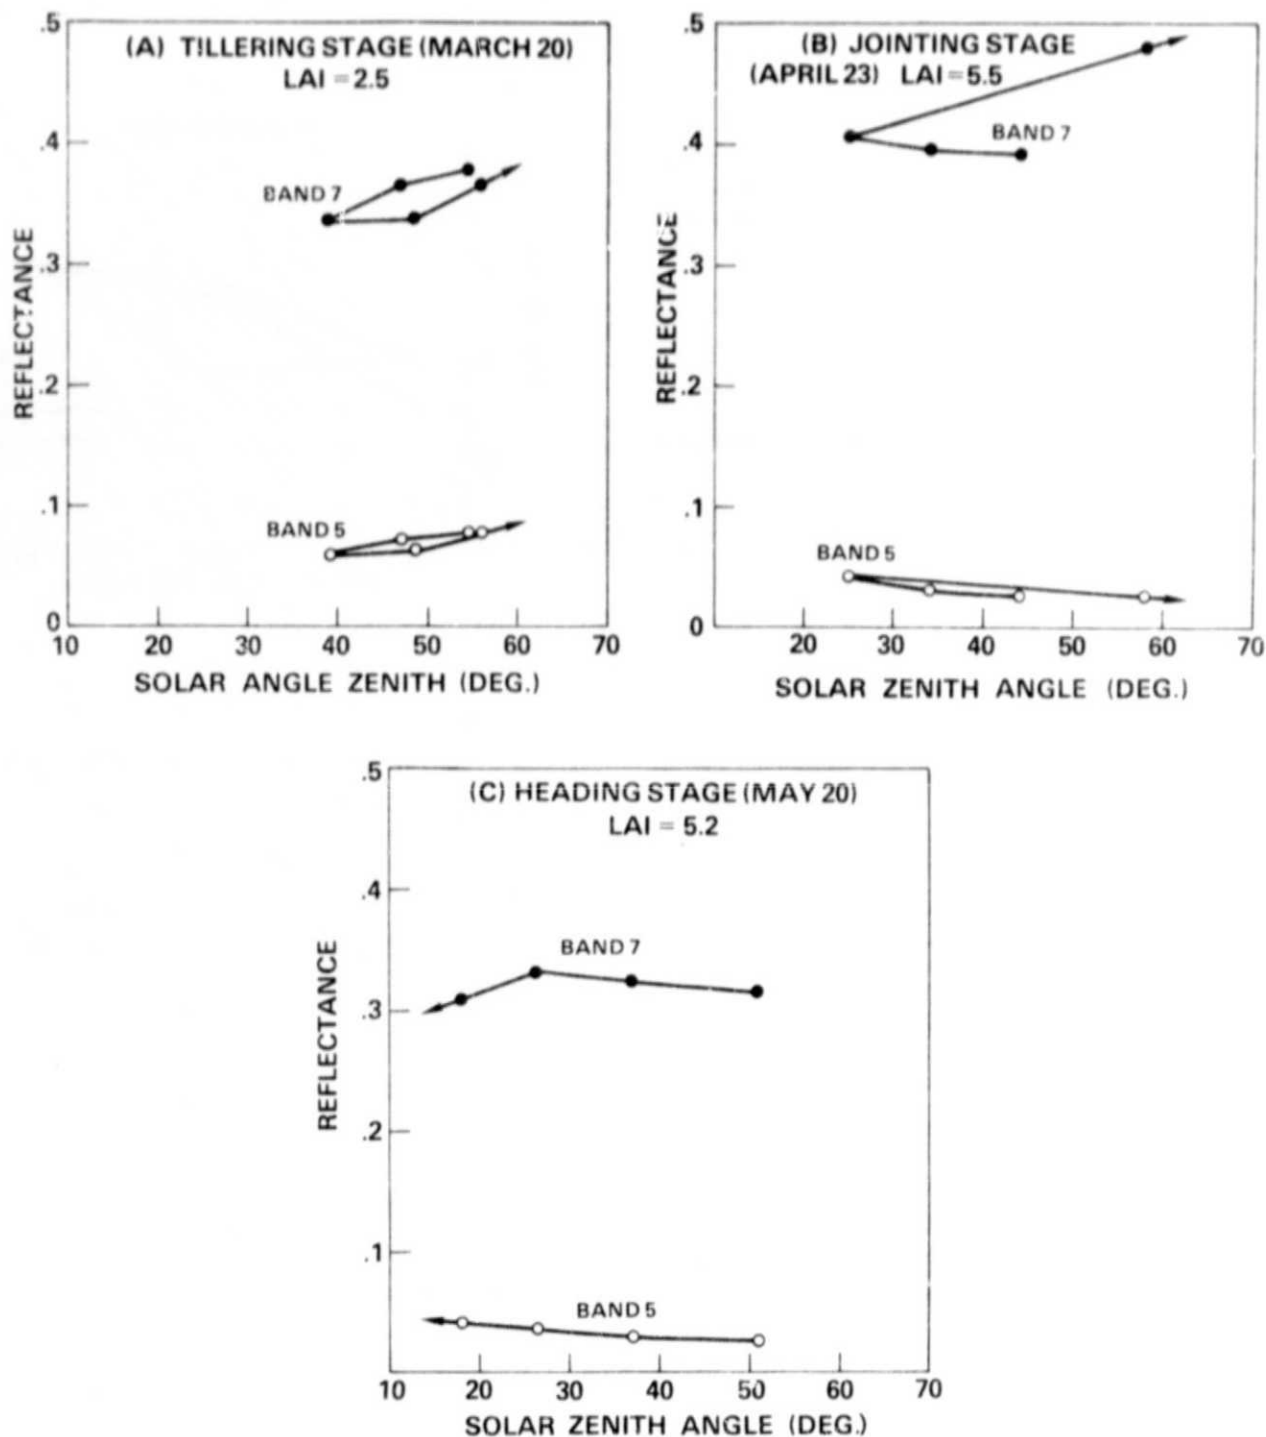 (A) TILLERING STAGE (MARCH 20)
LAI = 2.5
.5
.4
.3
.2
.1
0
REFLECTANCE
BAND 7
BAND 5
10 20 30 40 50 60 70
SOLAR ANGLE ZENITH (DEG.)
(B) JOINTING STAGE
(APRIL 23) LAI = 5.5
.5
.4
.3
.2
.1
0
REFLECTANCE
BAND 7
BAND 5
20 30 40 50 60 70
SOLAR ZENITH ANGLE (DEG.)
(C) HEADING STAGE (MAY 20)
LAI = 5.2
.5
.4
.3
.2
.1
REFLECTANCE
BAND 7
BAND 5
10 20 30 40 50 60 70
SOLAR ZENITH ANGLE (DEG.)